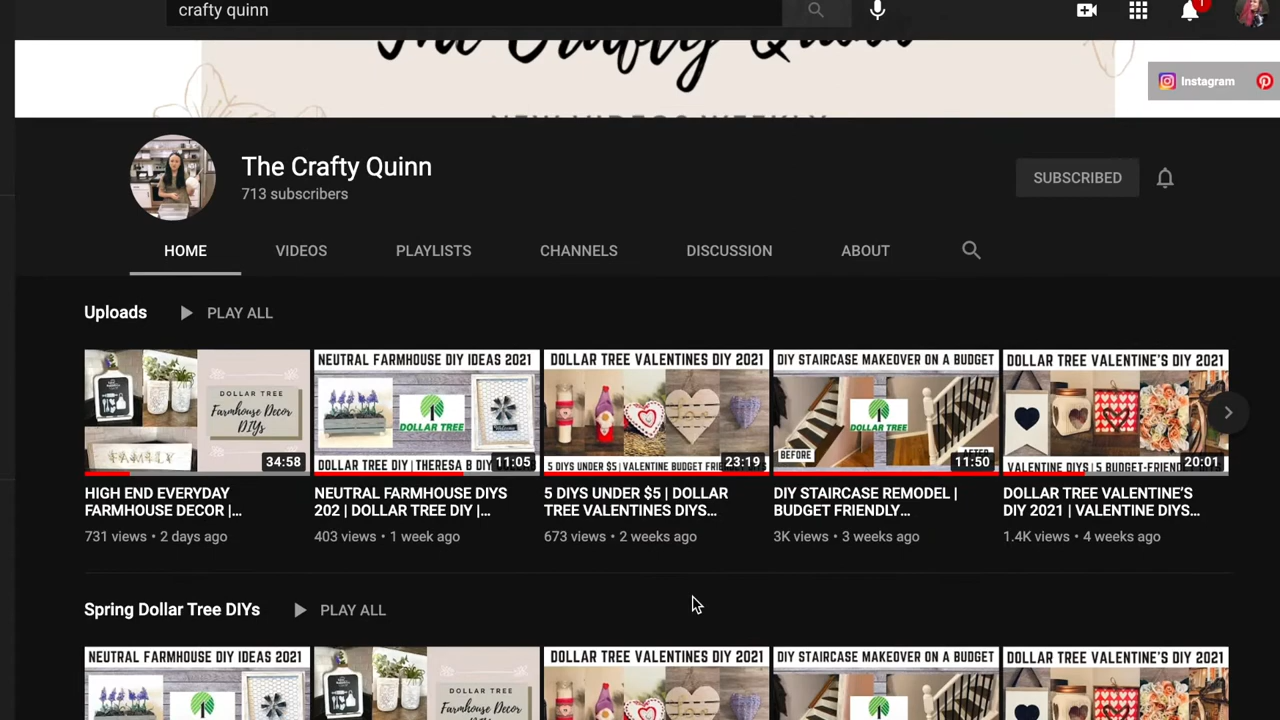 crafty quinn
1
The Crafty Quinn
NEW VIDEOS WEEKLY
Instagram
The Crafty Quinn
713 subscribers
SUBSCRIBED
HOME VIDEOS PLAYLISTS CHANNELS DISCUSSION ABOUT
Uploads PLAY ALL
DOLLAR TREE
Farmhouse Decor
DIYs
FAMILY
34:58
NEUTRAL FARMHOUSE DIY IDEAS 2021
DOLLAR TREE
DOLLAR TREE DIY | THERESA B DIY
11:05
DOLLAR TREE VALENTINES DIY 2021
5 DIYS UNDER $5 | VALENTINE BUDGET
23:19
DIY STAIRCASE MAKEOVER ON A BUDGET
DOLLAR TREE
BEFORE
AFTER
11:50
DOLLAR TREE VALENTINE'S DIY 2021
VALENTINE DIYS | 5 BUDGET-FRIEN
20:01
HIGH END EVERYDAY
FARMHOUSE DECOR |...
731 views • 2 days ago
NEUTRAL FARMHOUSE DIYS
202 | DOLLAR TREE DIY |...
403 views • 1 week ago
5 DIYS UNDER $5 | DOLLAR
TREE VALENTINES DIYS...
673 views • 2 weeks ago
DIY STAIRCASE REMODEL |
BUDGET FRIENDLY...
3K views • 3 weeks ago
DOLLAR TREE VALENTINE'S
DIY 2021 | VALENTINE DIYS...
1.4K views • 4 weeks ago
Spring Dollar Tree DIYs PLAY ALL
NEUTRAL FARMHOUSE DIY IDEAS 2021
DOLLAR TREE
Farmhouse Decor
DOLLAR TREE VALENTINES DIY 2021
DIY STAIRCASE MAKEOVER ON A BUDGET
DOLLAR TREE VALENTINE'S DIY 2021